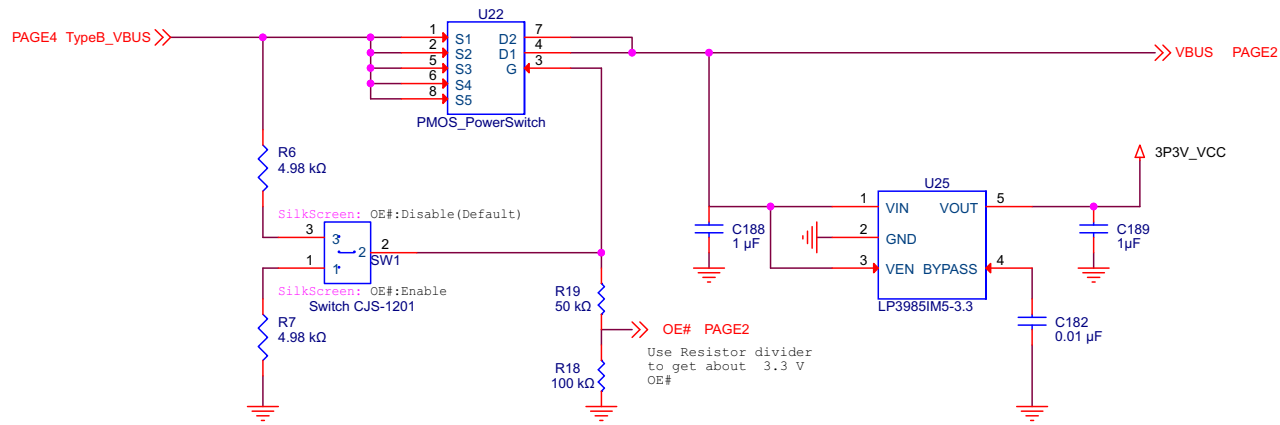 U22
PAGE4 TypeB_VBUS
1 S1 D2 7
2 S2 D1 4
5 S3 G 3
6 S4
8 S5
PMOS_PowerSwitch
VBUS PAGE2
R6
4.98 kΩ
3P3V_VCC
U25
SilkScreen: OE#:Disable(Default)
3 3 2 2
1 1
SW1
SilkScreen: OE#:Enable
Switch CJS-1201
R7
4.98 kΩ
R19
50 kΩ
OE# PAGE2
Use Resistor divider
to get about 3.3 V
OE#
R18
100 kΩ
C188
1 µF
1 VIN VOUT 5
2 GND
3 VEN BYPASS 4
LP3985IM5-3.3
C189
1µF
C182
0.01 µF